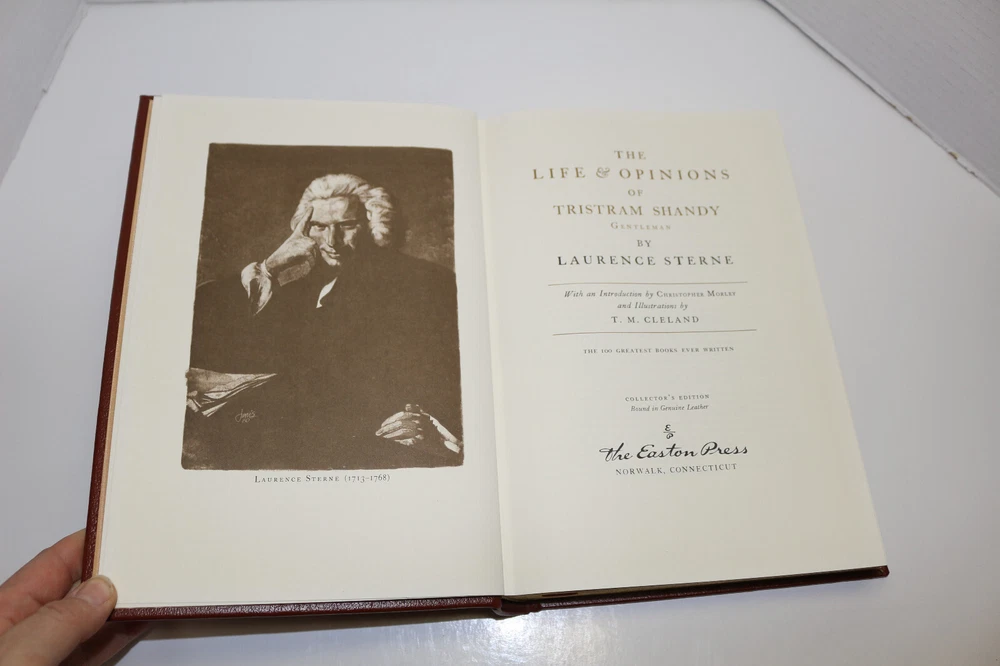 LAURENCE STERNE (1713–1768)
THE
LIFE & OPINIONS
OF
TRISTRAM SHANDY
GENTLEMAN
BY
LAURENCE STERNE
With an Introduction by CHRISTOPHER MORLEY
and Illustrations by
T. M. CLELAND
THE 100 GREATEST BOOKS EVER WRITTEN
COLLECTOR'S EDITION
Bound in Genuine Leather
The Easton Press
NORWALK, CONNECTICUT